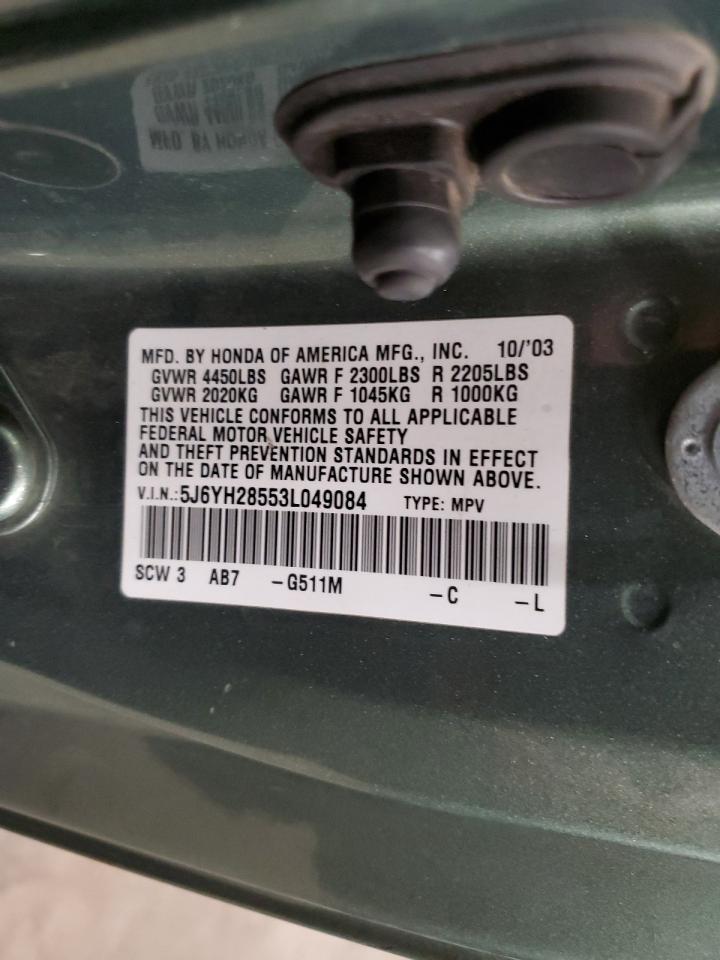 MFD. BY HONDA OF AMERICA MFG., INC. 10/'03
GVWR 4450LBS GAWR F 2300LBS R 2205LBS
GVWR 2020KG GAWR F 1045KG R 1000KG
THIS VEHICLE CONFORMS TO ALL APPLICABLE
FEDERAL MOTOR VEHICLE SAFETY
AND THEFT PREVENTION STANDARDS IN EFFECT
ON THE DATE OF MANUFACTURE SHOWN ABOVE.
V.I.N.:5J6YH28553L049084 TYPE: MPV
SCW 3 AB7 -G511M -C -L